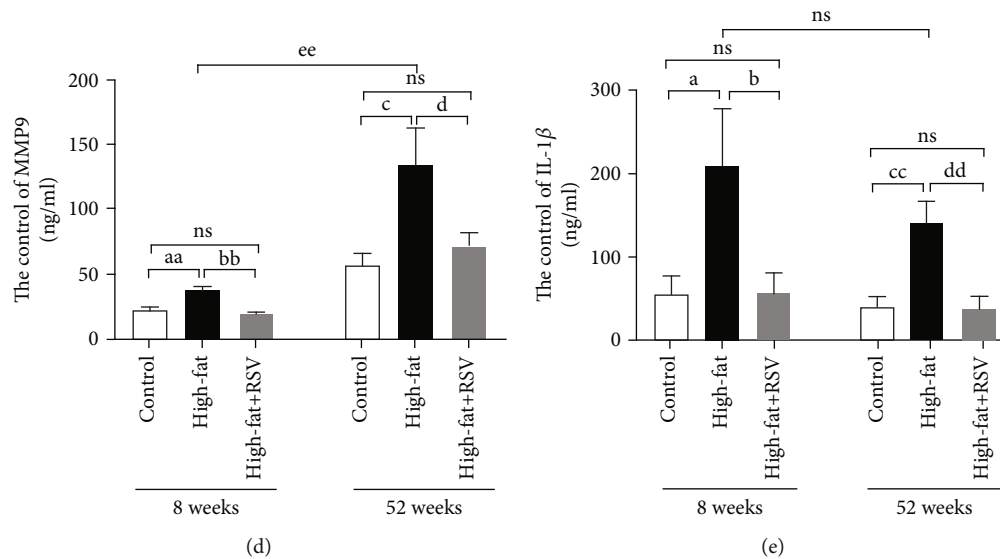 The control of MMP9
(ng/ml)
200
150
100
50
0
ee
ns
c
d
ns
aa
bb
Control
High-fat
High-fat+RSV
Control
High-fat
High-fat+RSV
8 weeks
52 weeks
(d)
The control of IL-1β
(ng/ml)
300
200
100
0
ns
ns
a
b
ns
cc
dd
Control
High-fat
High-fat+RSV
Control
High-fat
High-fat+RSV
8 weeks
52 weeks
(e)